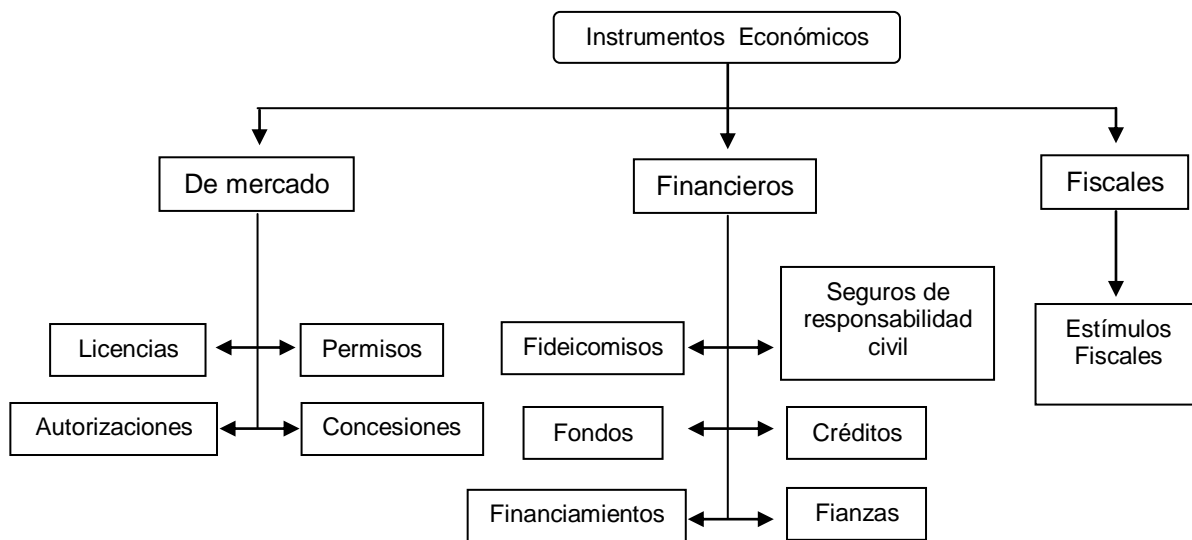 Instrumentos Económicos
De mercado
Financieros
Fiscales
Licencias
Permisos
Autorizaciones
Concesiones
Fideicomisos
Seguros de
responsabilidad
civil
Fondos
Créditos
Financiamientos
Fianzas
Estímulos
Fiscales